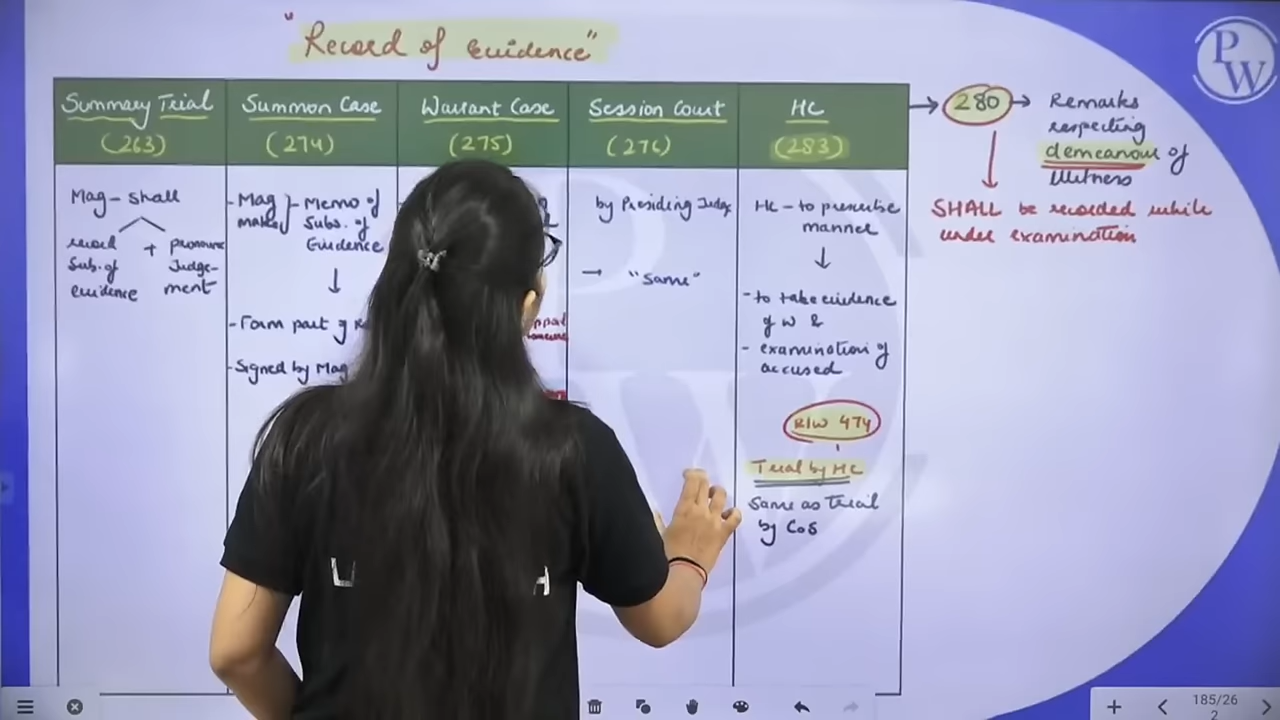 "Record of Evidence"
PW
Summary Trial
(263)
Summon Case
(274)
Warrant Case
(275)
Session Court
(276)
HC
(283)
Mag - shall
record + pronounce
Sub. of Judge-
evidence ment
- Mag - Memo of
makes Subs. of
Evidence
- Form part of
- Signed by Mag
by Presiding Judge
→ "Same"
HC - to prescribe
manner
- to take evidence
of W &
- examination of
accused
R/W 474
Trial by HC
Same as trial
by CoS
→ 280 → Remarks
respecting
demeanour of
Witness
SHALL be recorded while
under examination
185/26
2